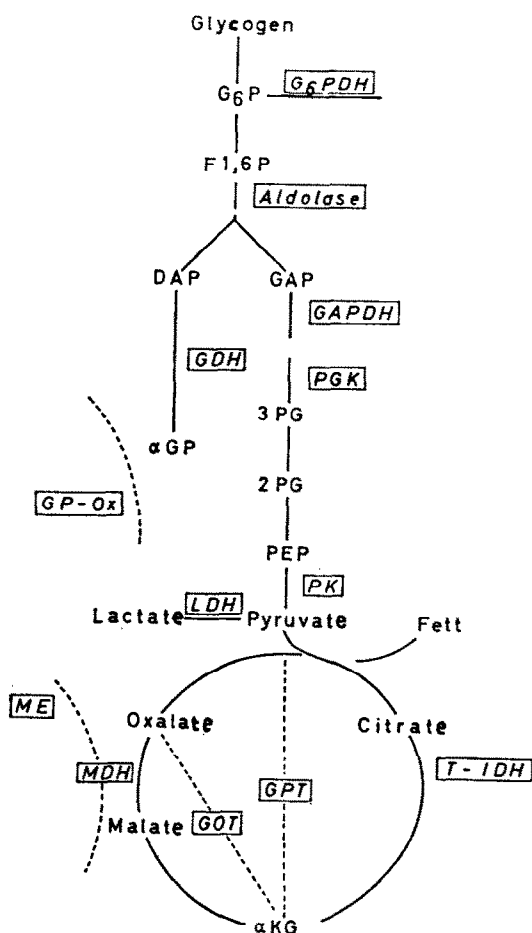 Glycogen
G6P G6PDH
F1,6P
Aldolase
DAP GAP
GAPDH
GDH
PGK
3PG
αGP
2PG
GP-Ox
PEP
PK
Lactate LDH Pyruvate Fett
ME
Oxalate Citrate
MDH GPT T-IDH
Malate GOT
αKG